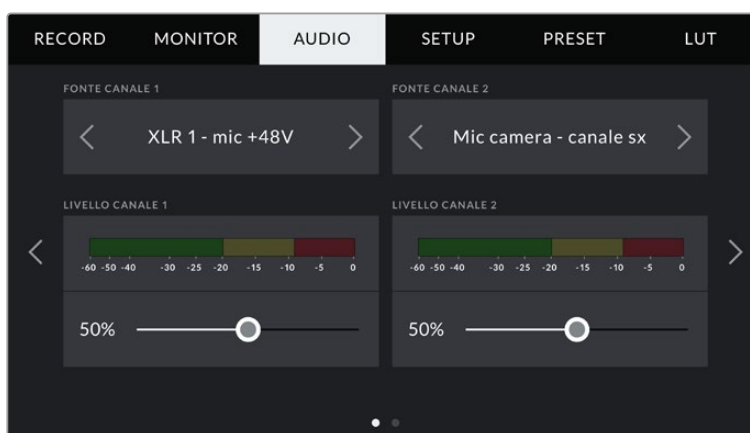 RECORD MONITOR AUDIO SETUP PRESET LUT
FONTE CANALE 1 FONTE CANALE 2
XLR 1 - mic +48V Mic camera - canale sx
LIVELLO CANALE 1 LIVELLO CANALE 2
-60 -50 -40 -30 -25 -20 -15 -10 -5 0 -60 -50 -40 -30 -25 -20 -15 -10 -5 0
50% 50%